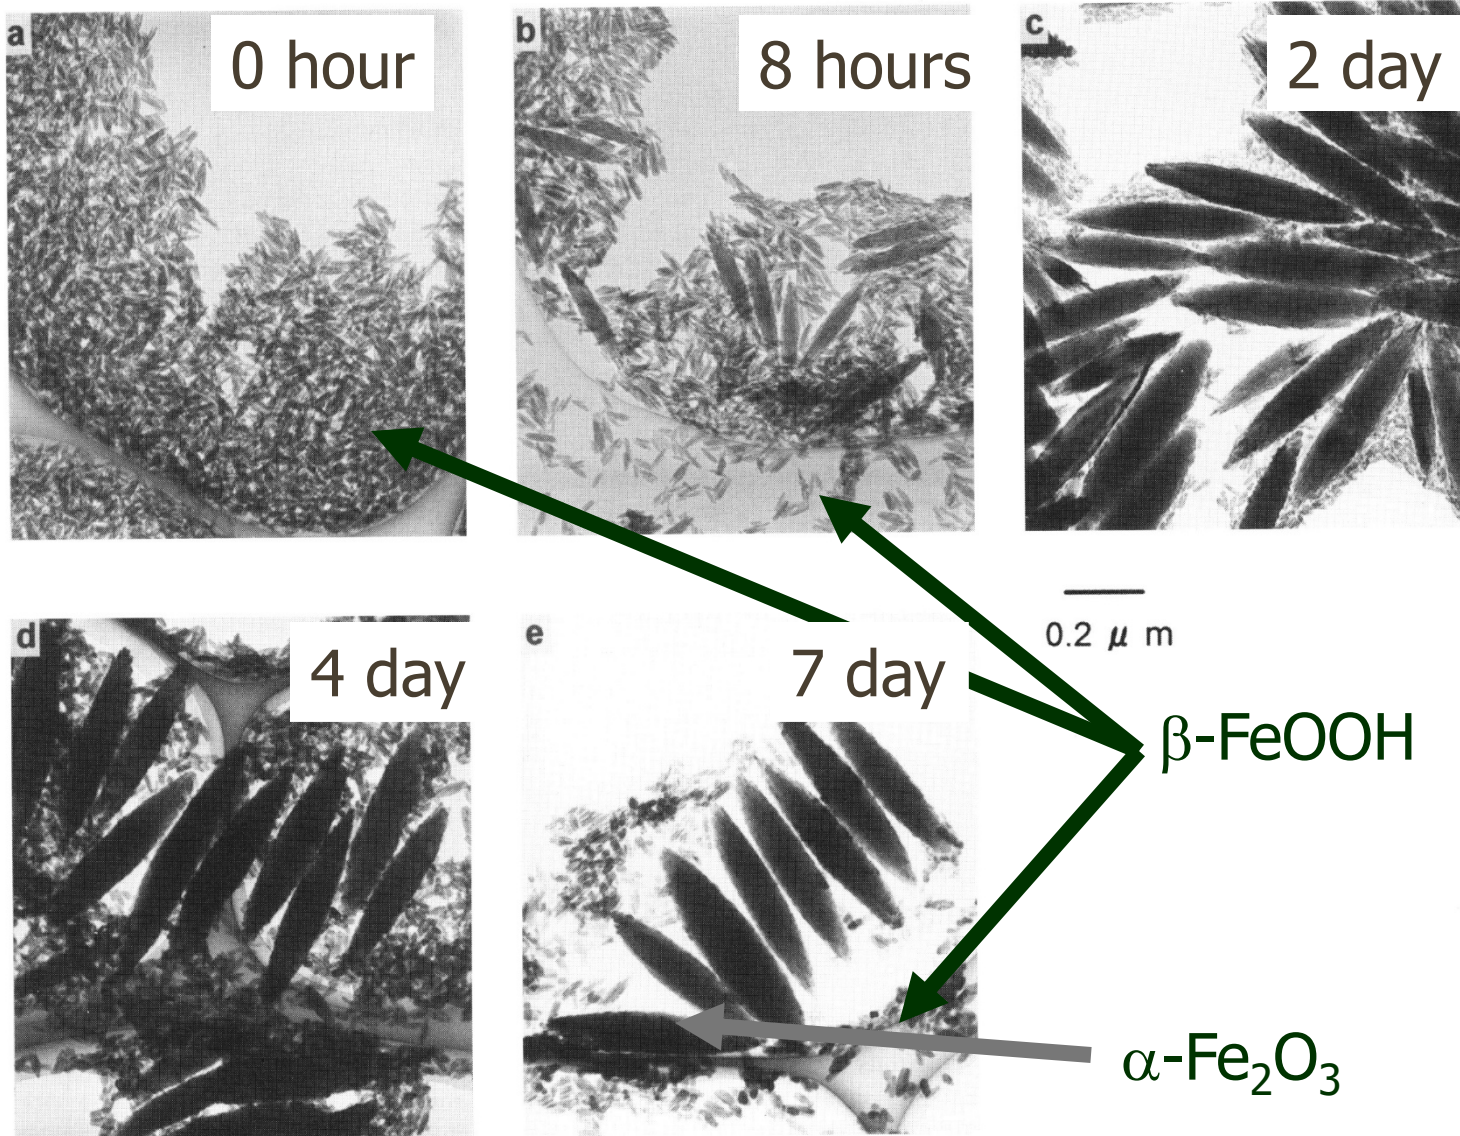 a
0 hour
b
8 hours
c
2 day
0.2 μ m
d
4 day
e
7 day
β-FeOOH
α-Fe₂O₃